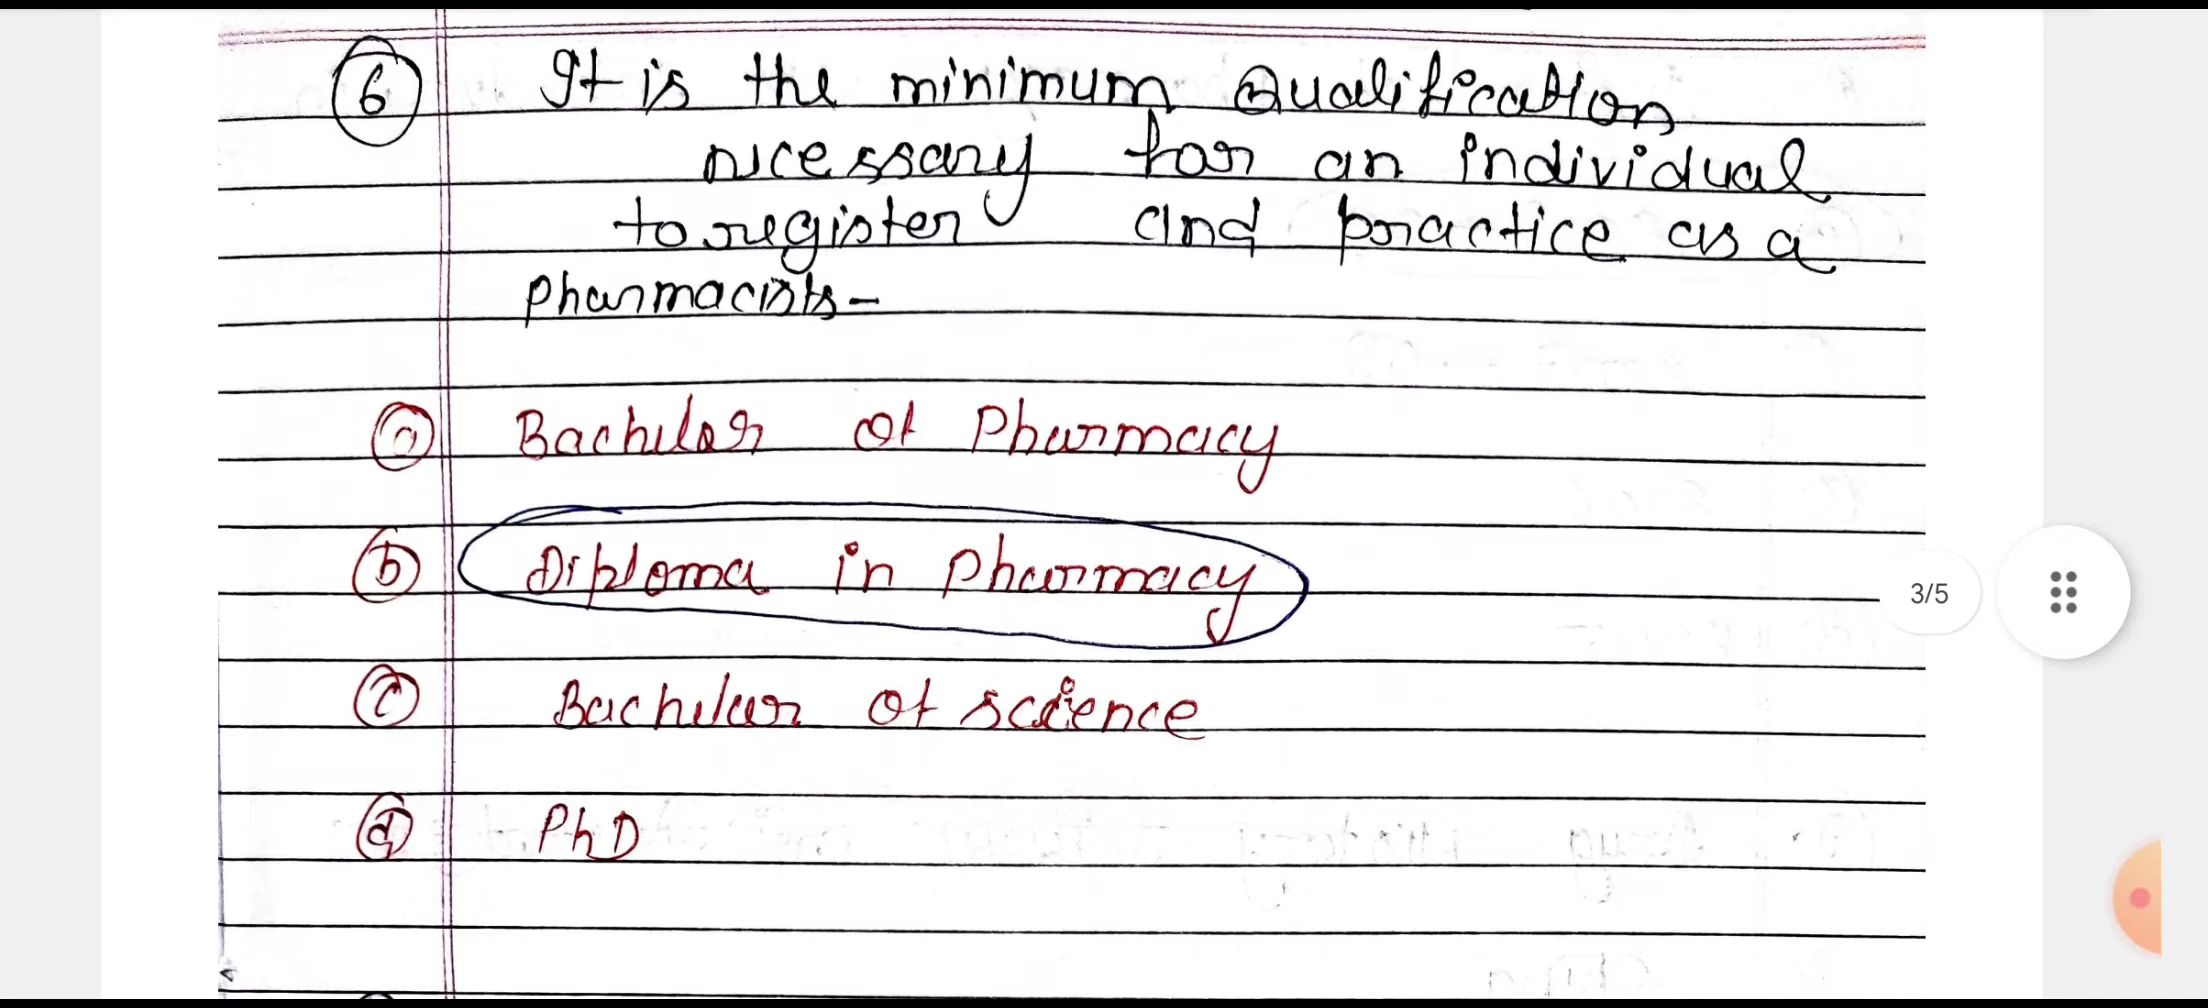 6 It is the minimum Qualification
necessary for an individual
to register and practice as a
pharmacists-
a Bachelor of Pharmacy
b Diploma in pharmacy
3/5
c Bachelor of science
d PhD